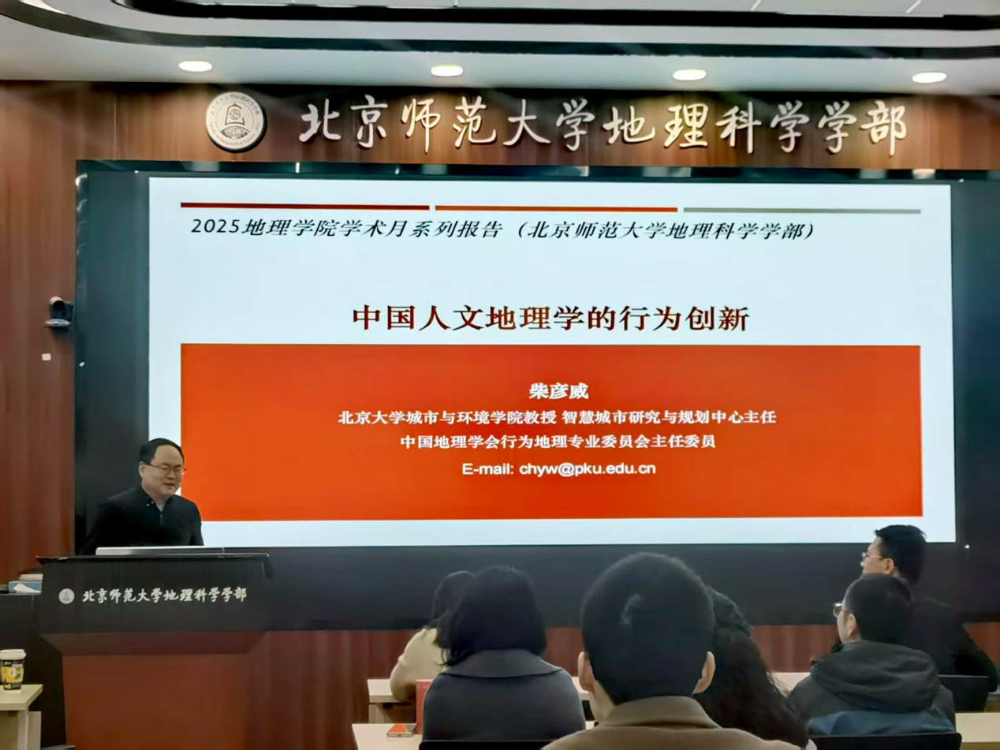 北京师范大学地理科学学部
2025地理学院学术月系列报告（北京师范大学地理科学学部）
中国人文地理学的行为创新
柴彦威
北京大学城市与环境学院教授 智慧城市研究与规划中心主任
中国地理学会行为地理专业委员会主任委员
E-mail: chyw@pku.edu.cn
北京师范大学地理科学学部